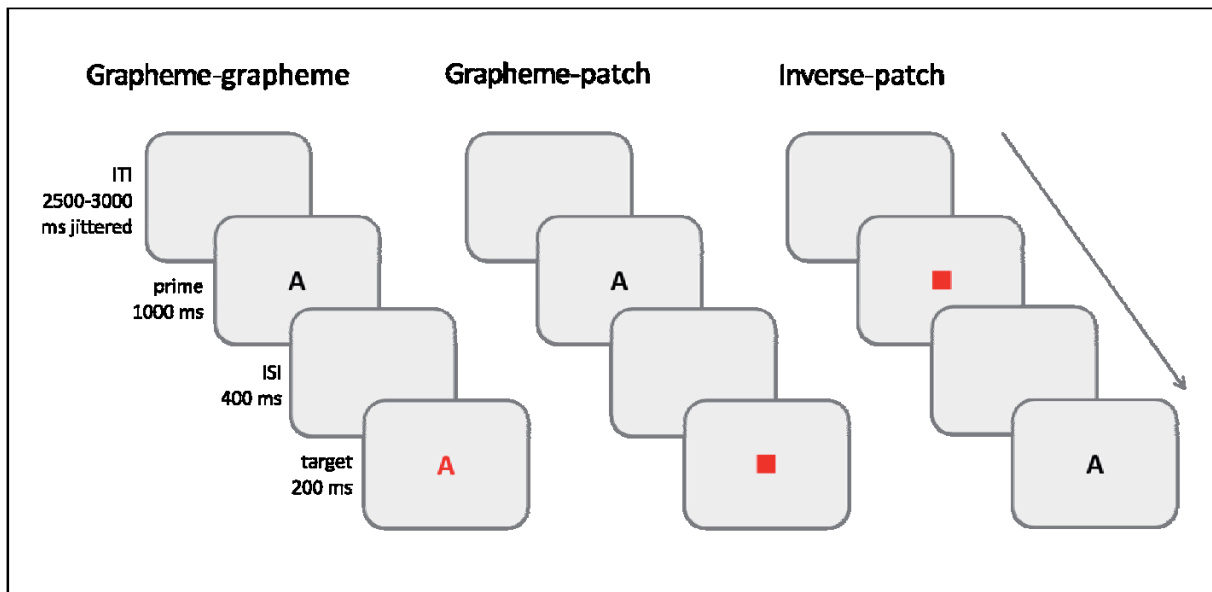 Grapheme-grapheme
Grapheme-patch
Inverse-patch
ITI
2500-3000
ms jittered
prime
1000 ms
A
A
ISI
400 ms
target
200 ms
A
A